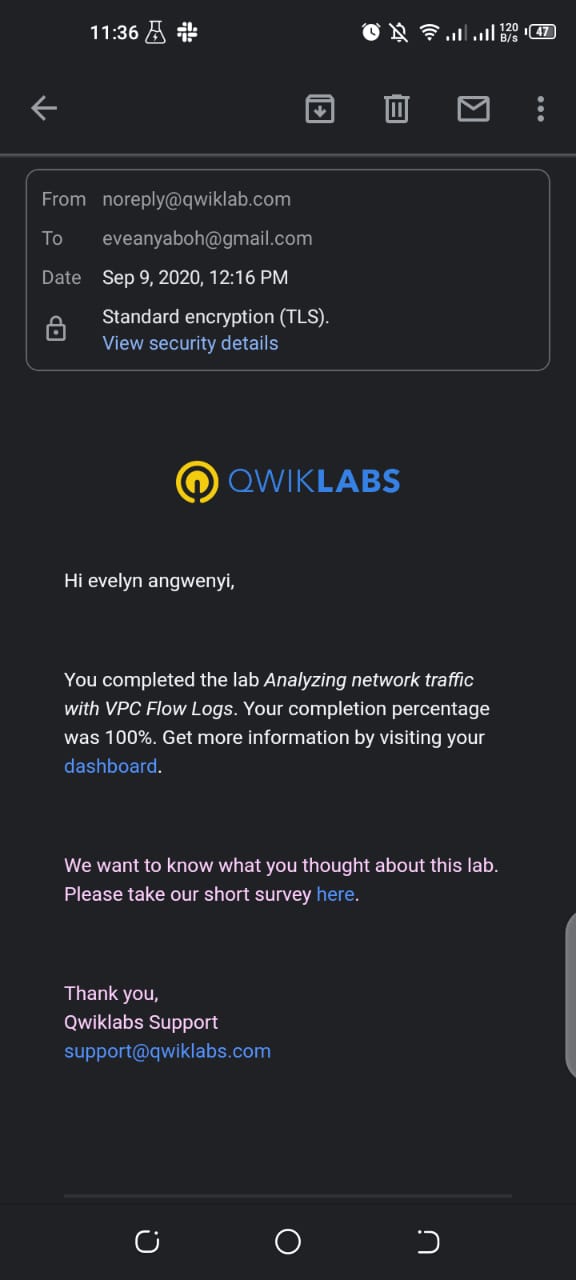 11:36 120 B/s 47
From noreply@qwiklab.com
To eveanyaboh@gmail.com
Date Sep 9, 2020, 12:16 PM
Standard encryption (TLS).
View security details
QWIKLABS
Hi evelyn angwenyi,
You completed the lab Analyzing network traffic
with VPC Flow Logs. Your completion percentage
was 100%. Get more information by visiting your
dashboard.
We want to know what you thought about this lab.
Please take our short survey here.
Thank you,
Qwiklabs Support
support@qwiklabs.com